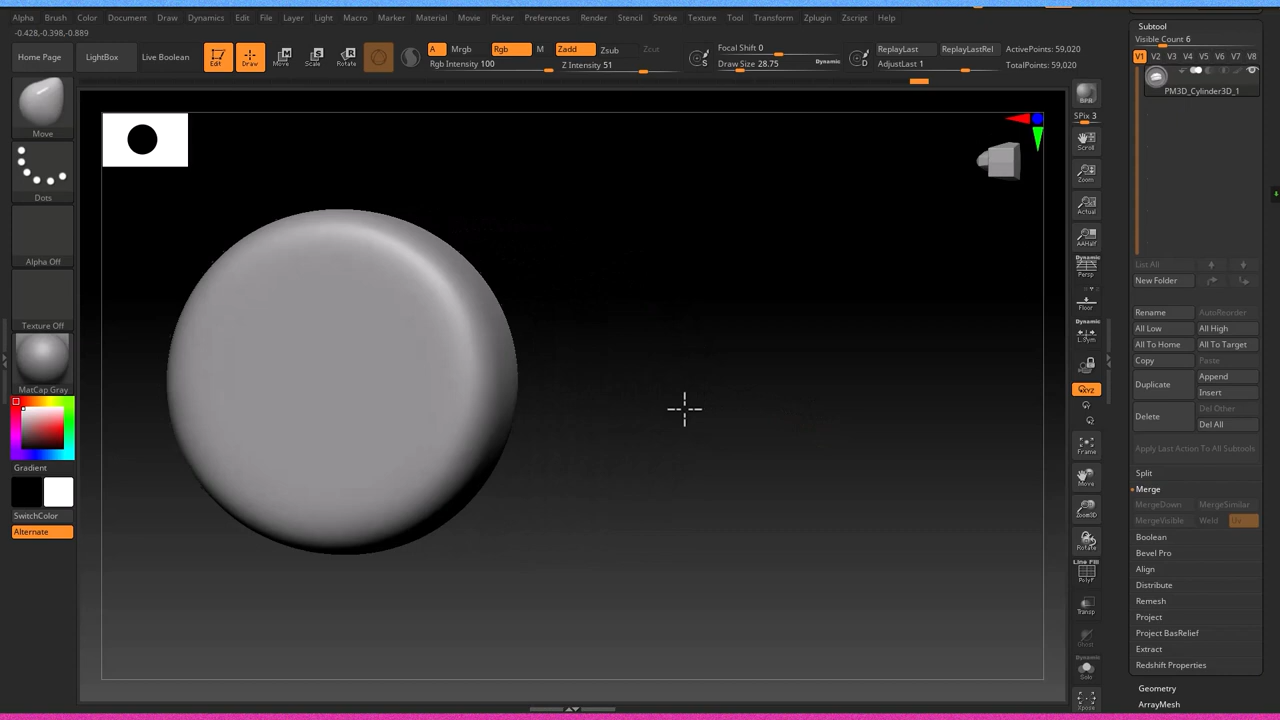 Alpha Brush Color Document Draw Dynamics Edit File Layer Light Macro Marker Material Movie Picker Preferences Render Stencil Stroke Texture Tool Transform Zplugin Zscript Help
-0.428,-0.398,-0.889
Home Page LightBox Live Boolean Edit Draw Move Scale Rotate
A Mrgb Rgb M Zadd Zsub Zcut
Rgb Intensity 100 Z Intensity 51
S Focal Shift 0
Draw Size 28.75 Dynamic
D ReplayLast ReplayLastRel
AdjustLast 1
ActivePoints: 59,020
TotalPoints: 59,020
Move
Dots
Alpha Off
Texture Off
MatCap Gray
Gradient
SwitchColor
Alternate
BPR
SPix 3
Scroll
Zoom
Actual
AAHalf
Dynamic
Persp
Floor
Dynamic
L.Sym
XYZ
Frame
Move
Zoom3D
Rotate
Line Fill
PolyF
Transp
Ghost
Dynamic
Solo
Xpose
Subtool
Visible Count 6
V1 V2 V3 V4 V5 V6 V7 V8
PM3D_Cylinder3D_1
List All
New Folder
Rename AutoReorder
All Low All High
All To Home All To Target
Copy Paste
Duplicate Append
Insert
Delete Del Other
Del All
Apply Last Action To All Subtools
Split
Merge
MergeDown MergeSimilar
MergeVisible Weld Uv
Boolean
Bevel Pro
Align
Distribute
Remesh
Project
Project BasRelief
Extract
Redshift Properties
Geometry
ArrayMesh